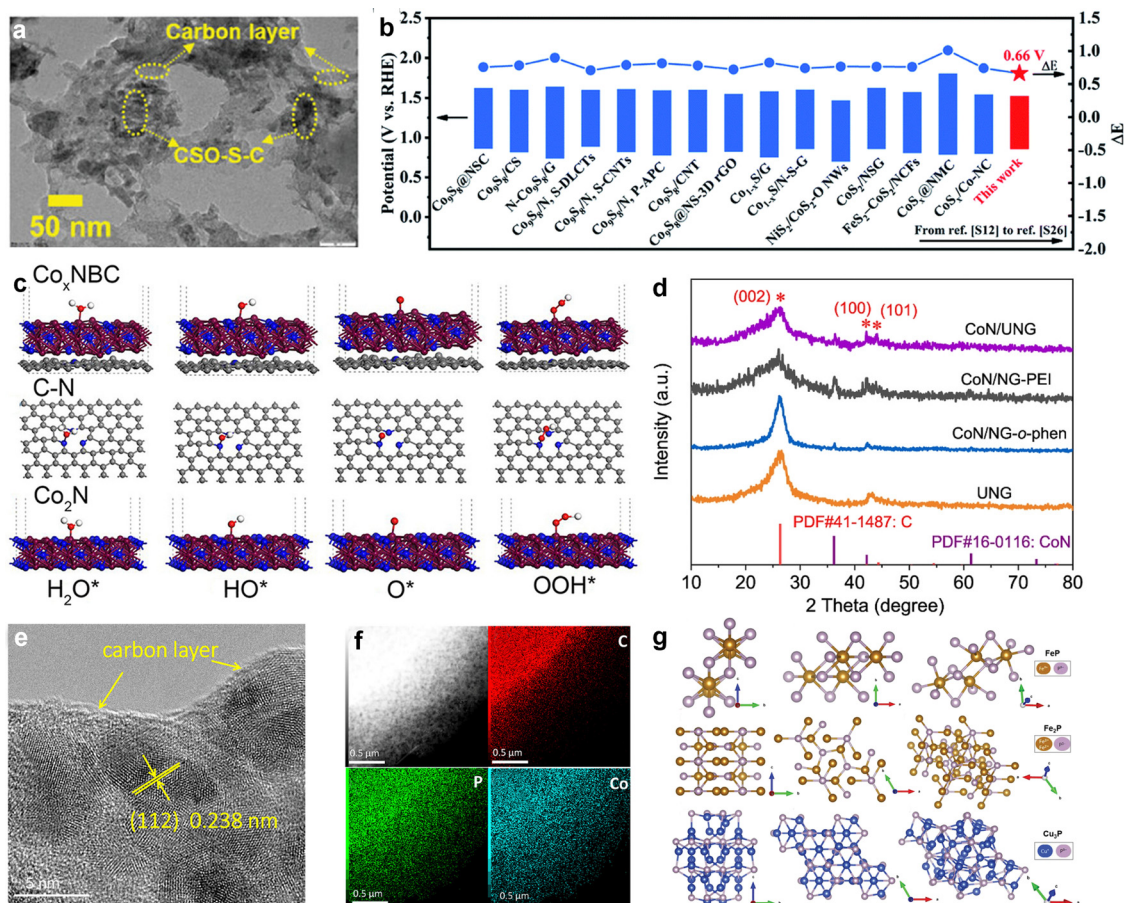 a
Carbon layer
CSO-S-C
50 nm
b
Potential (V vs. RHE)
2.5
2.0
1.5
1.0
0.5
0.0
1.5
1.0
0.5
0.0
-0.5
-1.0
-1.5
-2.0
ΔE
0.66 V
ΔE
Co₉S₈@NSC
Co₉S₈/CS
N-Co₉S₈/G
Co₉S₈/N, S-DLCTs
Co₉S₈/N, S-CNTs
Co₉S₈/N, P-APC
Co₉S₈/CNT
Co₉S₈@NS-3D rGO
Co₁₋ₓS/G
Co₁₋ₓS/N-S-G
NiS₂/CoS₂-O NWs
CoS₂/NSG
FeS₂-CoS₂/NCFs
CoSₓ@NMC
CoSₓ/Co-NC
This work
From ref. [S12] to ref. [S26]
c
CoₓNBC
C-N
Co₂N
H₂O*
HO*
O*
OOH*
d
Intensity (a.u.)
(002) *
(100)
(101)
**
CoN/UNG
CoN/NG-PEI
CoN/NG-o-phen
UNG
PDF#41-1487: C
PDF#16-0116: CoN
10 20 30 40 50 60 70 80
2 Theta (degree)
e
carbon layer
(112) 0.238 nm
5 nm
f
C
0.5 µm
0.5 µm
P
Co
0.5 µm
0.5 µm
g
FeP
Fe₂P
Cu₃P